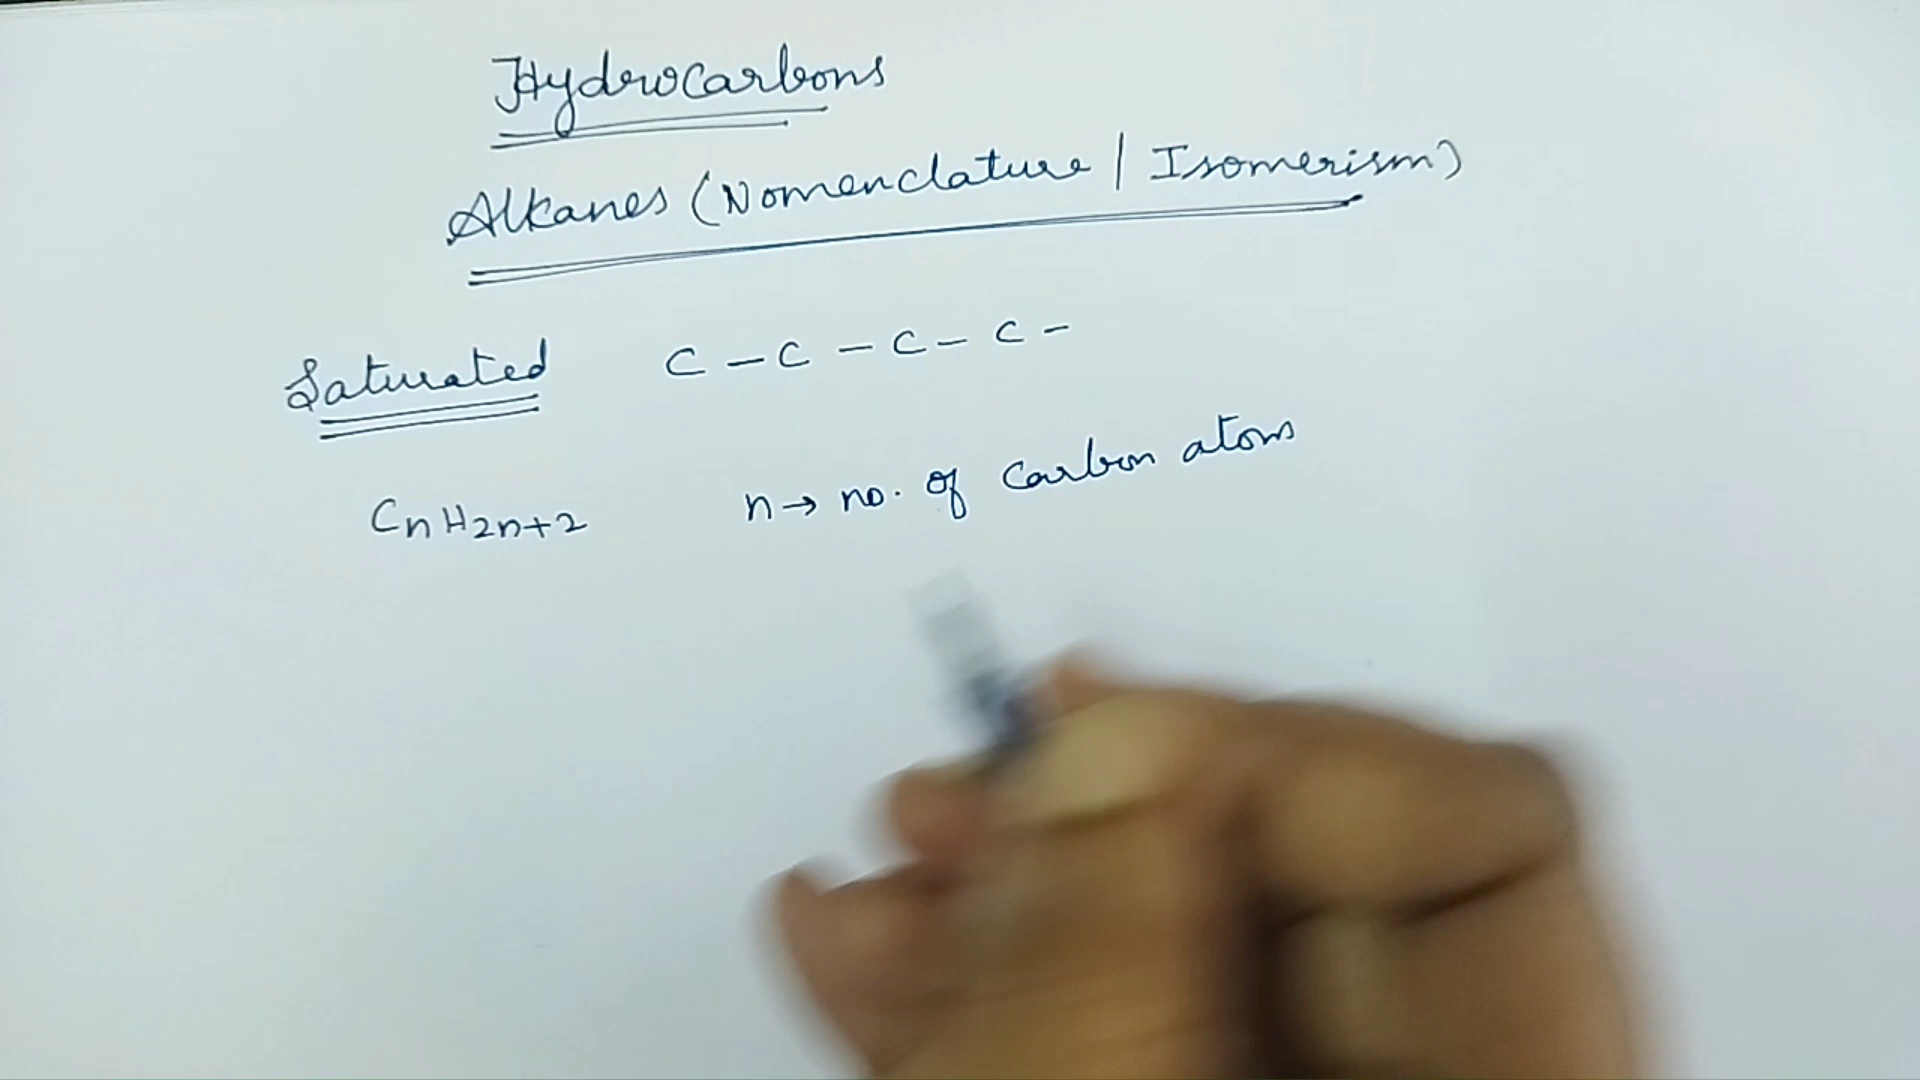 Hydrocarbons
Alkanes (Nomenclature | Isomerism)
Saturated C - C - C - C -
CnH2n+2 n → no. of Carbon atoms